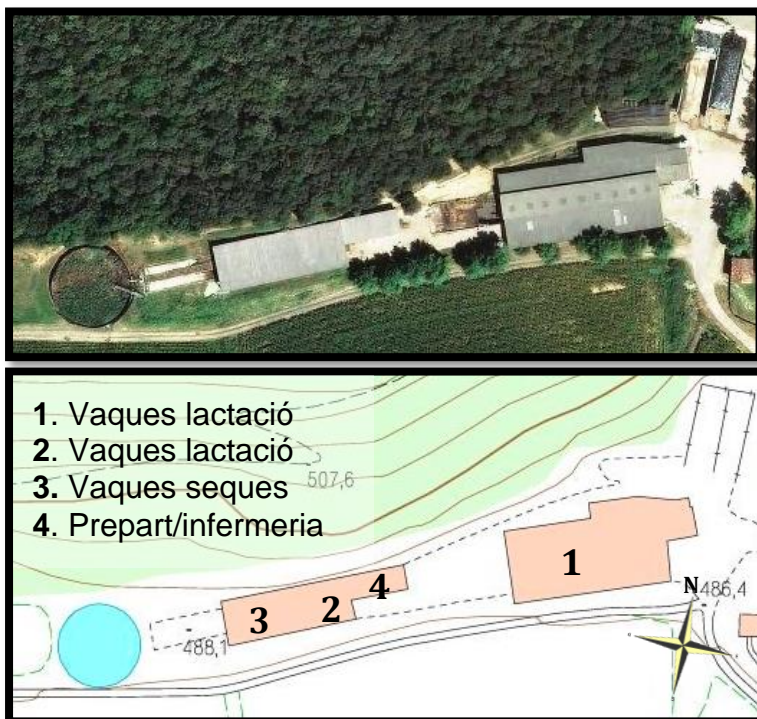 1. Vaques lactació
2. Vaques lactació
3. Vaques seques
4. Prepart/infermeria
507,6
1
N
486,4
4
2
3
488,1